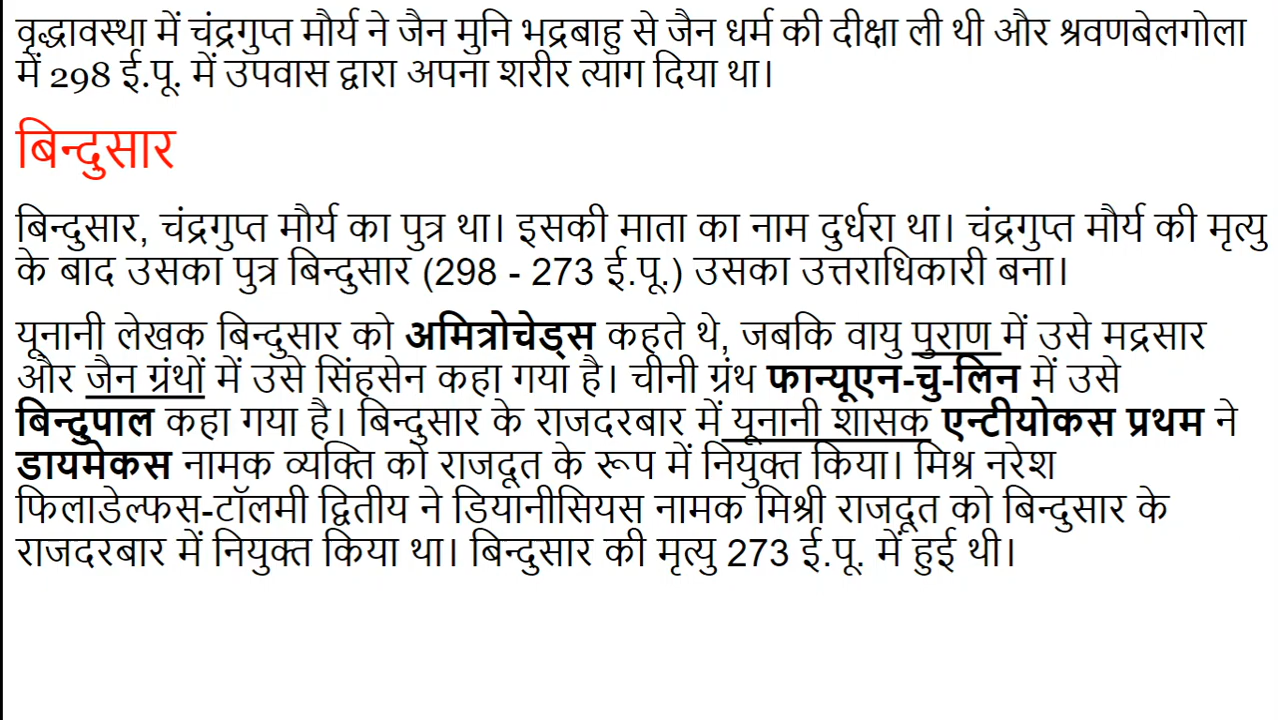 वृद्धावस्था में चंद्रगुप्त मौर्य ने जैन मुनि भद्रबाहु से जैन धर्म की दीक्षा ली थी और श्रवणबेलगोला
में 298 ई.पू. में उपवास द्वारा अपना शरीर त्याग दिया था।
बिन्दुसार
बिन्दुसार, चंद्रगुप्त मौर्य का पुत्र था। इसकी माता का नाम दुर्धरा था। चंद्रगुप्त मौर्य की मृत्यु
के बाद उसका पुत्र बिन्दुसार (298 - 273 ई.पू.) उसका उत्तराधिकारी बना।
यूनानी लेखक बिन्दुसार को अमित्रोचेड्स कहते थे, जबकि वायु पुराण में उसे मद्रसार
और जैन ग्रंथों में उसे सिंहसेन कहा गया है। चीनी ग्रंथ फान्यूएन-चु-लिन में उसे
बिन्दुपाल कहा गया है। बिन्दुसार के राजदरबार में यूनानी शासक एन्टीयोकस प्रथम ने
डायमेकस नामक व्यक्ति को राजदूत के रूप में नियुक्त किया। मिश्र नरेश
फिलाडेल्फस-टॉलमी द्वितीय ने डियानीसियस नामक मिश्री राजदूत को बिन्दुसार के
राजदरबार में नियुक्त किया था। बिन्दुसार की मृत्यु 273 ई.पू. में हुई थी।